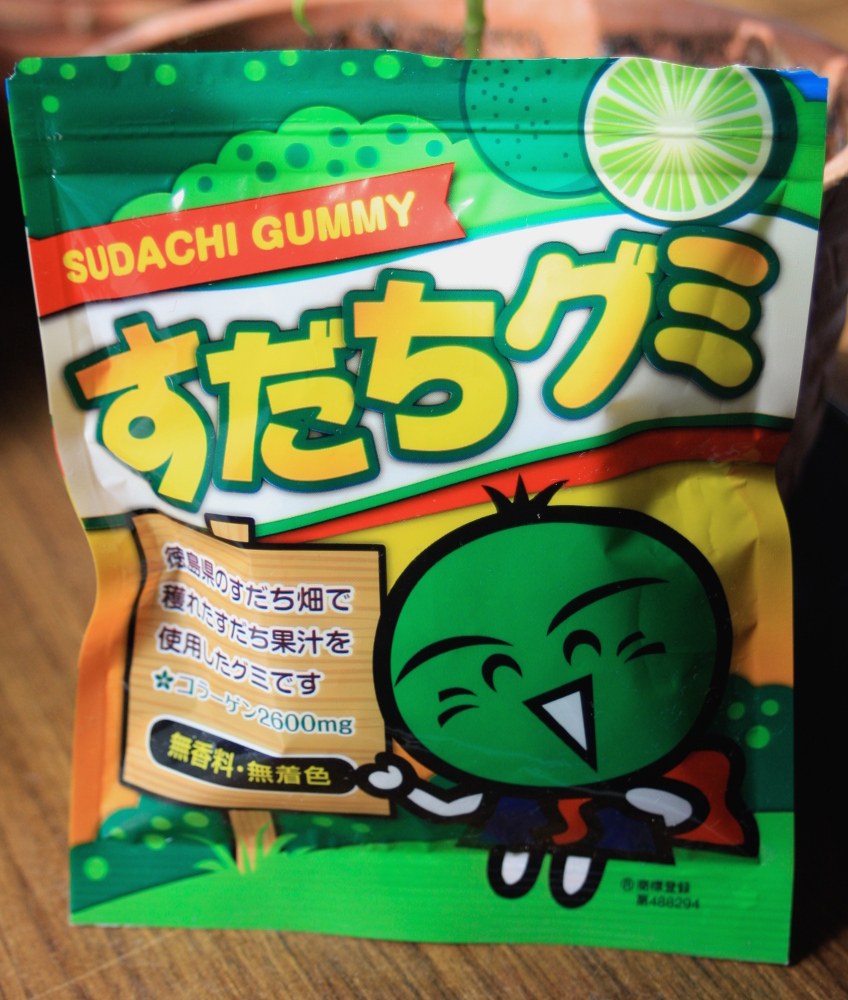 SUDACHI GUMMY
すだちグミ
徳島県のすだち畑で
穫れたすだち果汁を
使用したグミです
☆コラーゲン2600mg
無香料・無着色
®商標登録
第488294